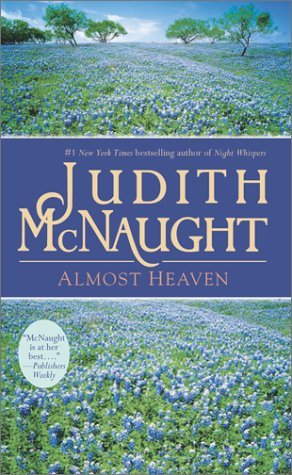 #1 New York Times bestselling author of Night Whispers
JUDITH
MCNAUGHT
ALMOST HEAVEN
"McNaught
is at her
best...."
—Publishers
Weekly